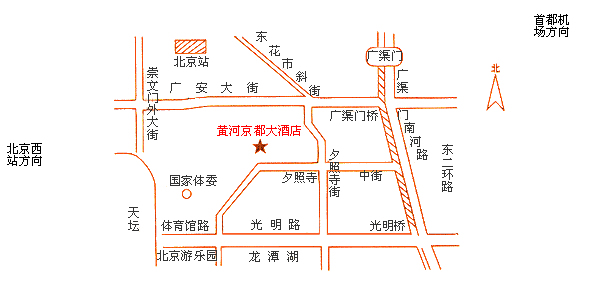 首都机
场方向
东花市斜街
广渠门
北京站
北
崇文门外大街
广安大街
广渠门南河路
广渠门桥
黄河京都大酒店
北京西
站方向
东二环路
夕照寺街
夕照寺
中街
国家体委
天坛
体育馆路
光明路
光明桥
北京游乐园
龙潭湖